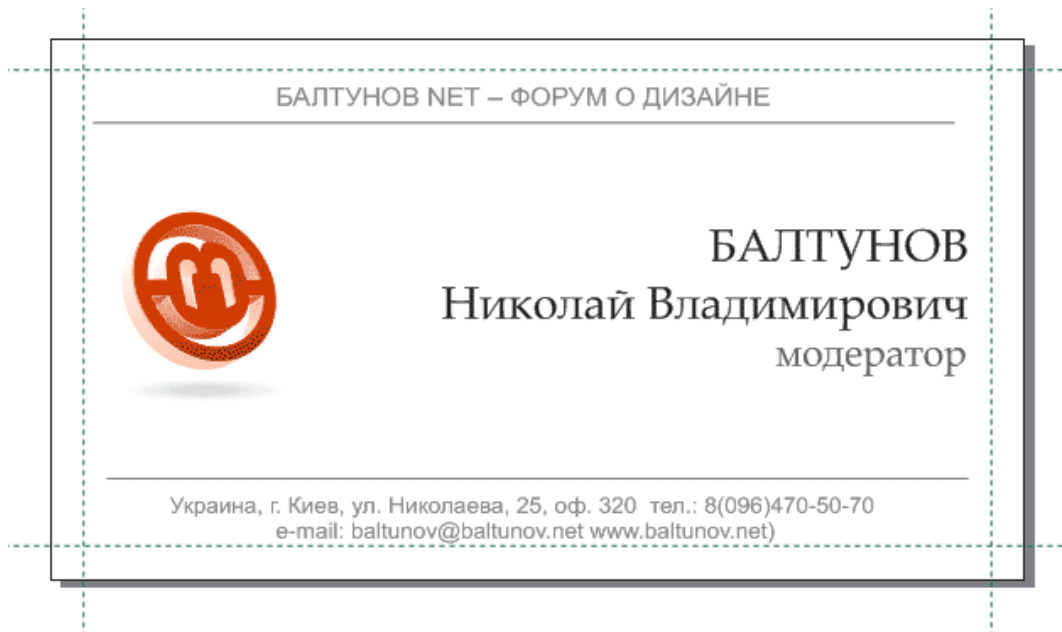 БАЛТУНОВ NET – ФОРУМ О ДИЗАЙНЕ
БАЛТУНОВ
Николай Владимирович
модератор
Украина, г. Киев, ул. Николаева, 25, оф. 320 тел.: 8(096)470-50-70
e-mail: baltunov@baltunov.net www.baltunov.net)